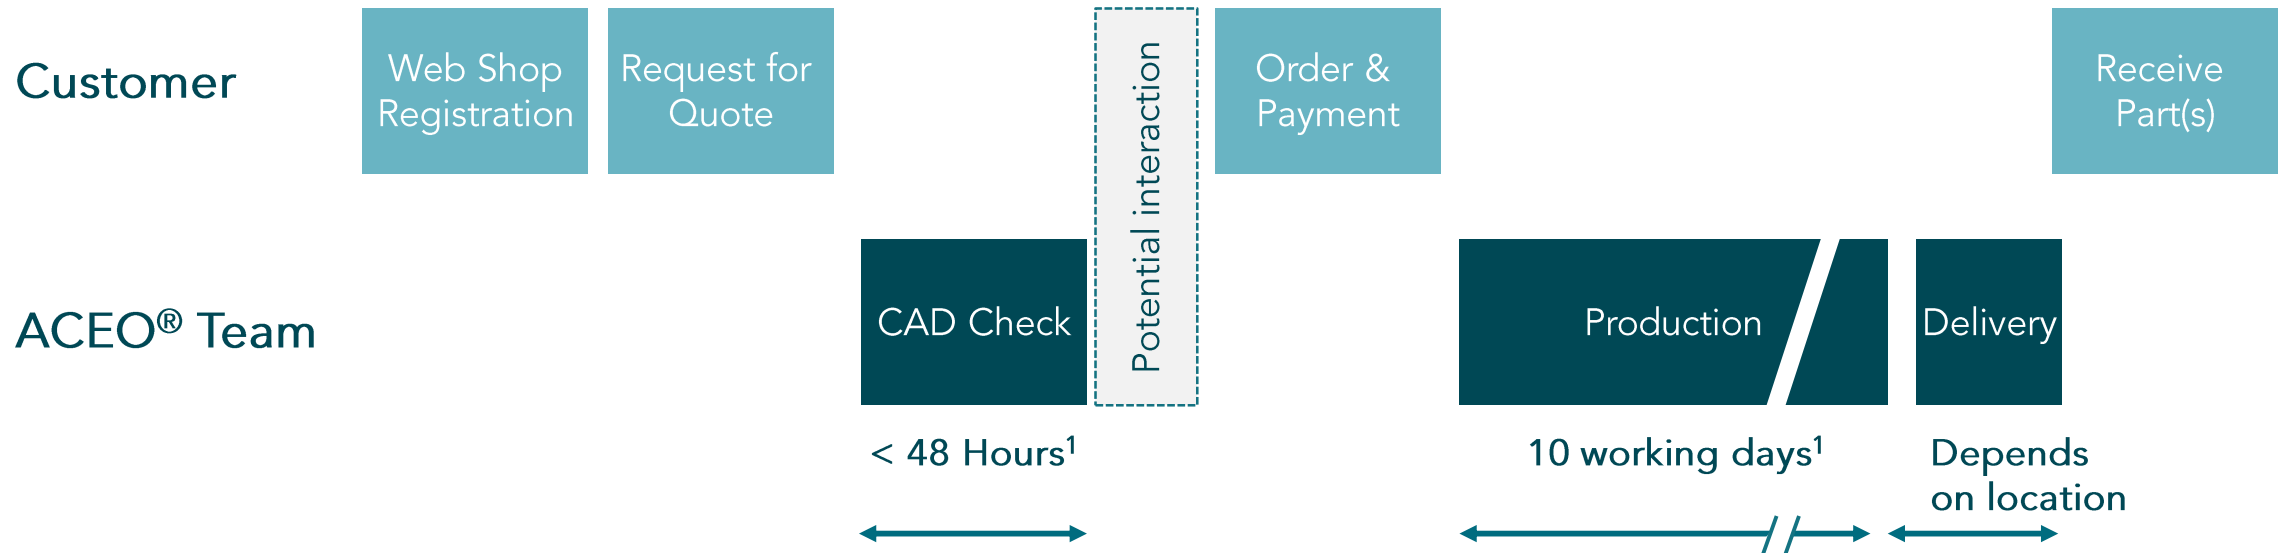 Customer
Web Shop
Registration
Request for
Quote
Potential interaction
Order &
Payment
Receive
Part(s)
ACEO® Team
CAD Check
Production
Delivery
< 48 Hours¹
10 working days¹
Depends
on location